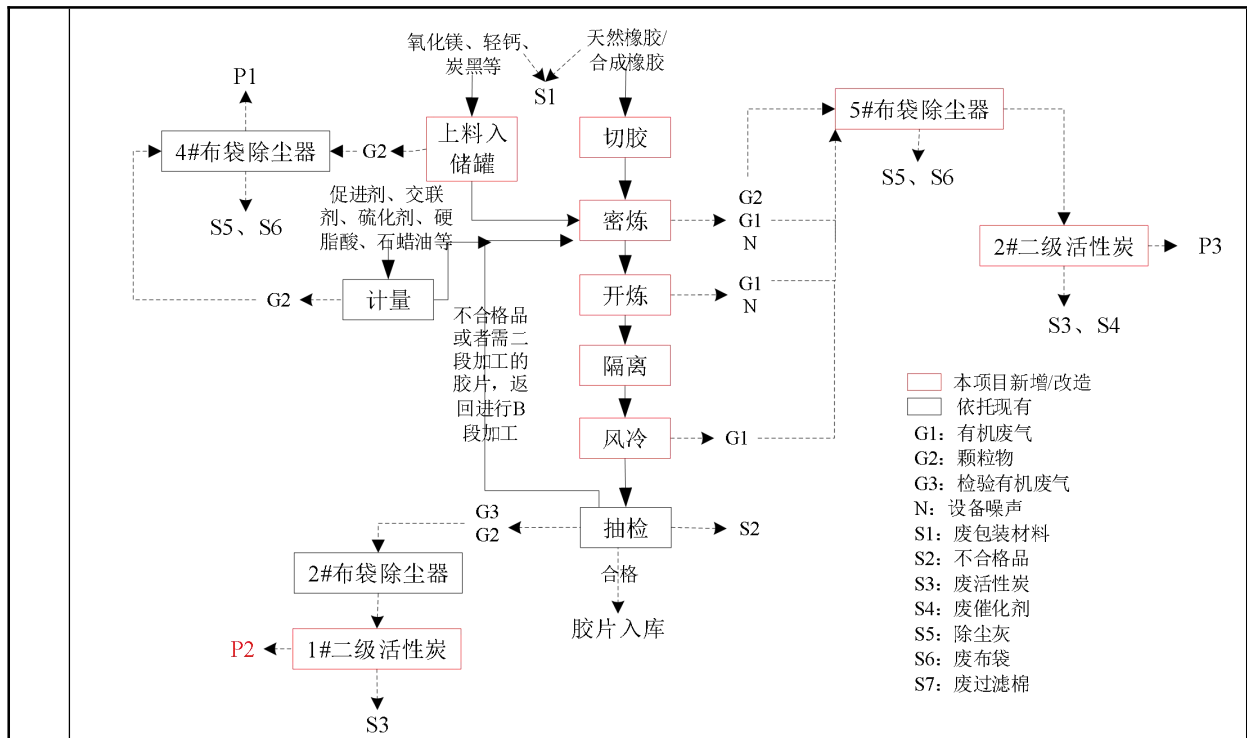 氧化镁、轻钙、
炭黑等
天然橡胶/
合成橡胶
S1
P1
4#布袋除尘器
G2
上料入
储罐
切胶
5#布袋除尘器
S5、S6
S5、S6
促进剂、交联
剂、硫化剂、硬
脂酸、石蜡油等
密炼
G2
G1
N
2#二级活性炭
P3
G2
计量
开炼
G1
N
S3、S4
不合格品
或者需二
段加工的
胶片，返
回进行B
段加工
隔离
风冷
G1
G3
G2
抽检
S2
2#布袋除尘器
合格
胶片入库
P2
1#二级活性炭
S3
本项目新增/改造
依托现有
G1：有机废气
G2：颗粒物
G3：检验有机废气
N：设备噪声
S1：废包装材料
S2：不合格品
S3：废活性炭
S4：废催化剂
S5：除尘灰
S6：废布袋
S7：废过滤棉